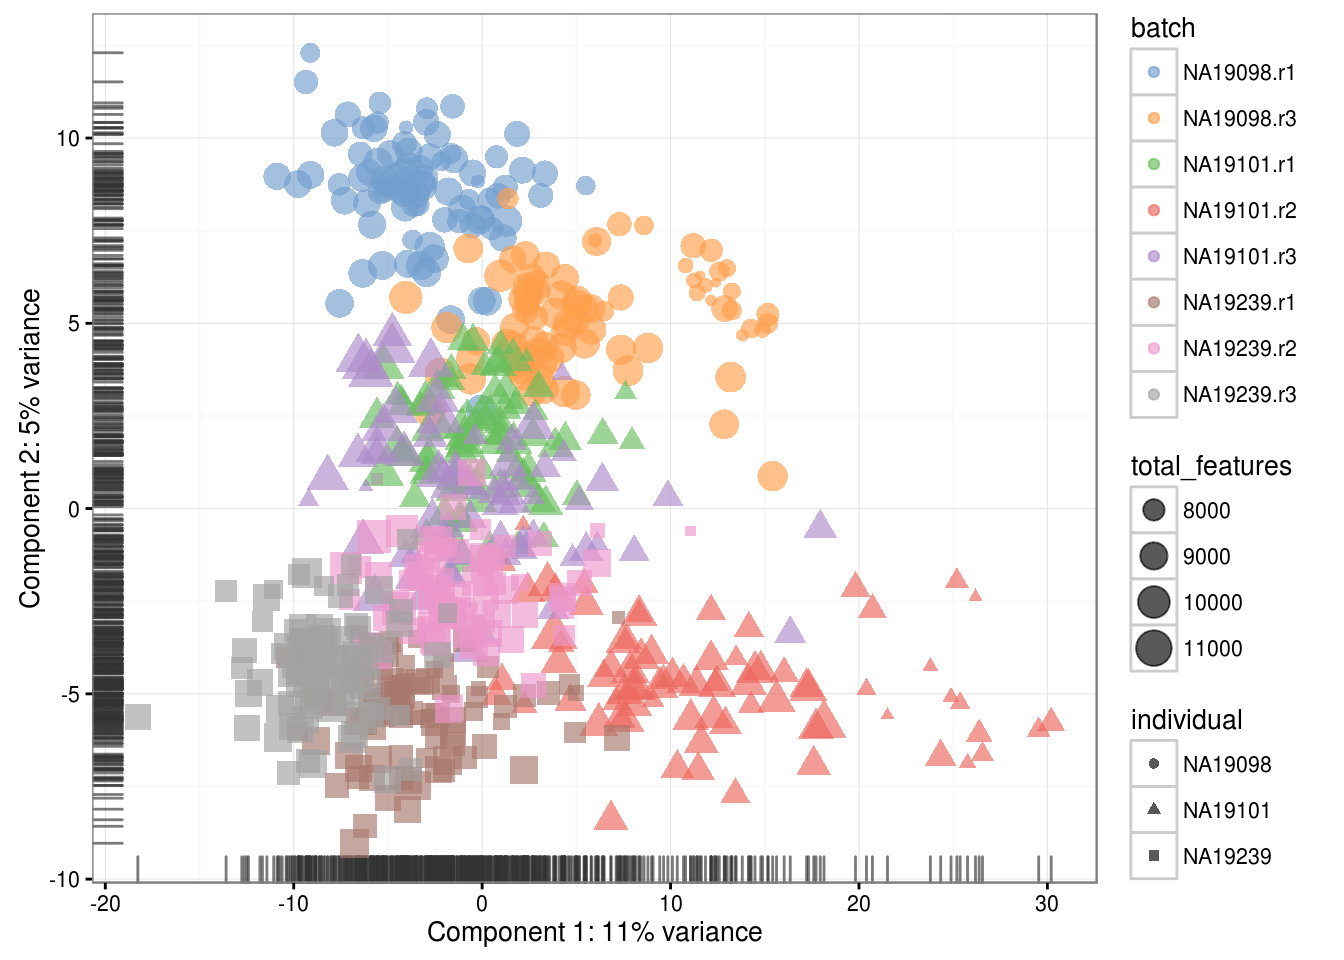 batch
NA19098.r1
NA19098.r3
NA19101.r1
NA19101.r2
NA19101.r3
NA19239.r1
NA19239.r2
NA19239.r3
total_features
8000
9000
10000
11000
individual
NA19098
NA19101
NA19239
Component 2: 5% variance
10
5
0
-5
-10
-20
-10
0
10
20
30
Component 1: 11% variance